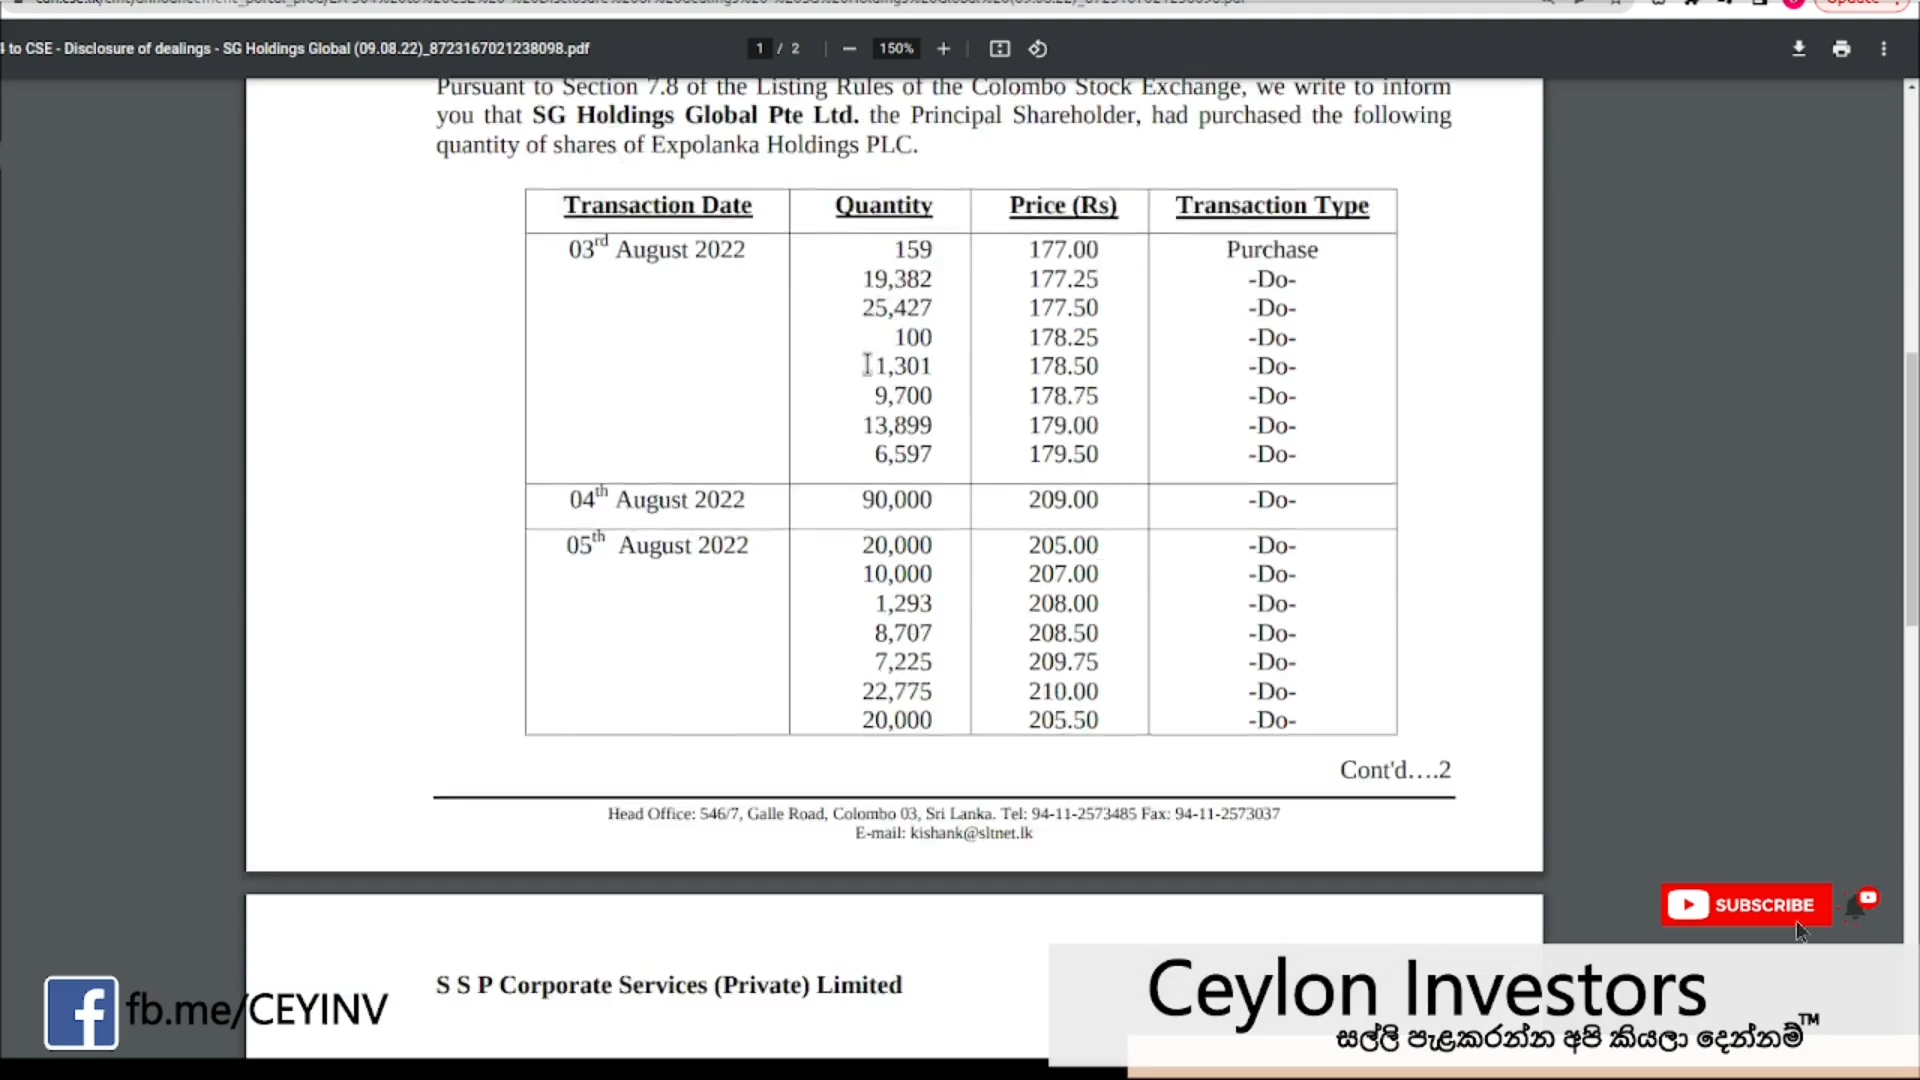 4 to CSE - Disclosure of dealings - SG Holdings Global (09.08.22)_8723167021238098.pdf
1 / 2
150%
Pursuant to Section 7.8 of the Listing Rules of the Colombo Stock Exchange, we write to inform
you that SG Holdings Global Pte Ltd. the Principal Shareholder, had purchased the following
quantity of shares of Expolanka Holdings PLC.
Transaction Date Quantity Price (Rs) Transaction Type
03rd August 2022 159 177.00 Purchase
19,382 177.25 -Do-
25,427 177.50 -Do-
100 178.25 -Do-
1,301 178.50 -Do-
9,700 178.75 -Do-
13,899 179.00 -Do-
6,597 179.50 -Do-
04th August 2022 90,000 209.00 -Do-
05th August 2022 20,000 205.00 -Do-
10,000 207.00 -Do-
1,293 208.00 -Do-
8,707 208.50 -Do-
7,225 209.75 -Do-
22,775 210.00 -Do-
20,000 205.50 -Do-
Cont'd….2
Head Office: 546/7, Galle Road, Colombo 03, Sri Lanka. Tel: 94-11-2573485 Fax: 94-11-2573037
E-mail: kishank@sltnet.lk
SUBSCRIBE
S S P Corporate Services (Private) Limited
fb.me/CEYINV
Ceylon Investors
සල්ලි පැළකරන්න අපි කියලා දෙන්නම් TM